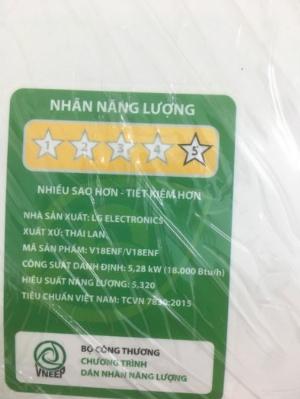 NHÃN NĂNG LƯỢNG
1 2 3 4 5
NHIỀU SAO HƠN - TIẾT KIỆM HƠN
NHÀ SẢN XUẤT: LG ELECTRONICS
XUẤT XỨ: THÁI LAN
MÃ SẢN PHẨM: V18ENF/V18ENF
CÔNG SUẤT DANH ĐỊNH: 5,28 kW (18.000 Btu/h)
HIỆU SUẤT NĂNG LƯỢNG: 5.320
TIÊU CHUẨN VIỆT NAM: TCVN 7830:2015
BỘ CÔNG THƯƠNG
CHƯƠNG TRÌNH
DÁN NHÃN NĂNG LƯỢNG
VNEEP